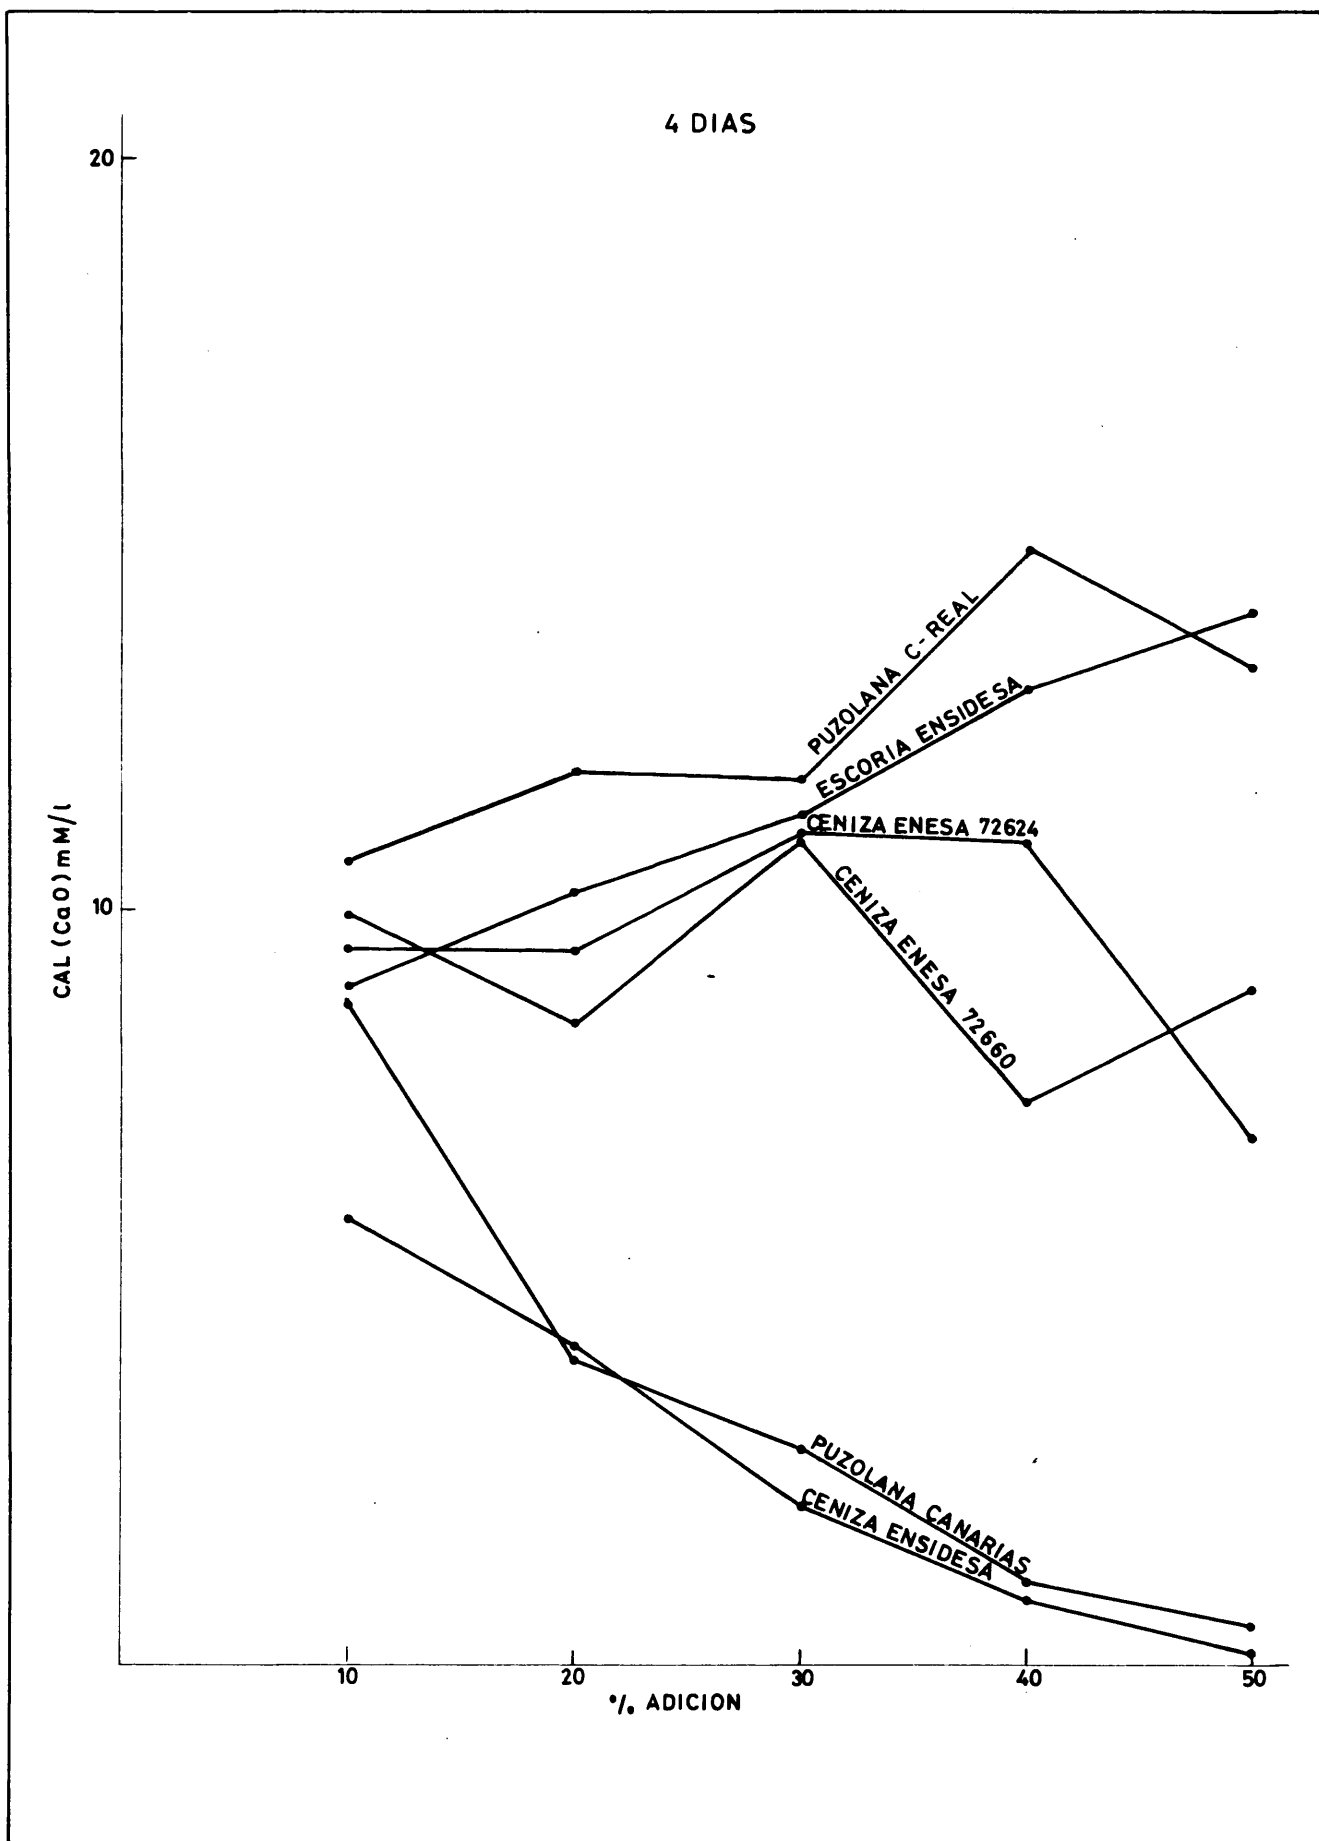 4 DIAS
20
PUZOLANA C-REAL
ESCORIA ENSIDESA
CENIZA ENESA 72624
CENIZA ENESA 72660
10
CAL (CaO) mM/l
PUZOLANA CANARIAS
CENIZA ENSIDESA
10 20 30 40 50
% ADICION